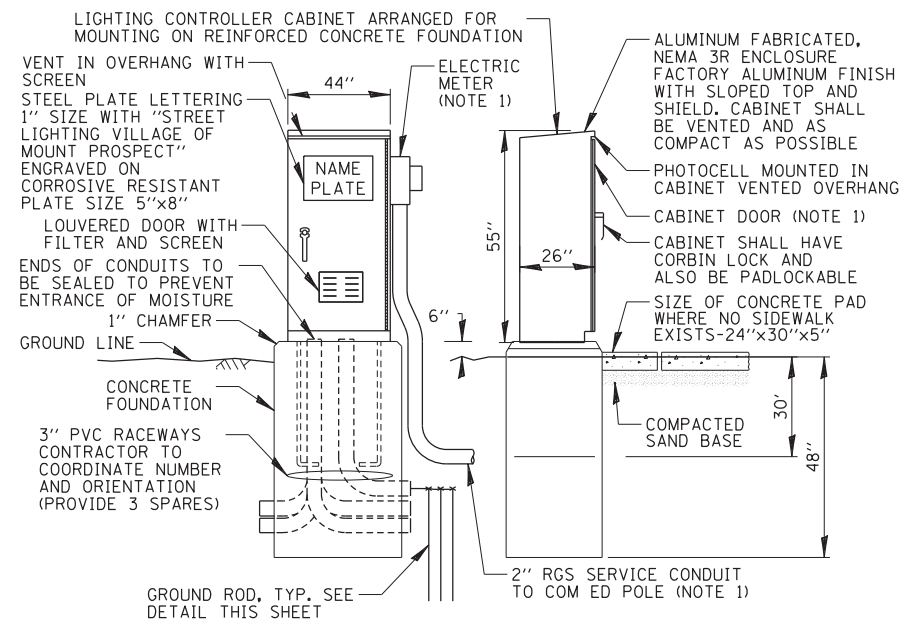 LIGHTING CONTROLLER CABINET ARRANGED FOR
MOUNTING ON REINFORCED CONCRETE FOUNDATION
VENT IN OVERHANG WITH
SCREEN
STEEL PLATE LETTERING
1" SIZE WITH "STREET
LIGHTING VILLAGE OF
MOUNT PROSPECT"
ENGRAVED ON
CORROSIVE RESISTANT
PLATE SIZE 5"x8"
LOUVERED DOOR WITH
FILTER AND SCREEN
ENDS OF CONDUITS TO
BE SEALED TO PREVENT
ENTRANCE OF MOISTURE
1" CHAMFER
GROUND LINE
CONCRETE
FOUNDATION
3" PVC RACEWAYS
CONTRACTOR TO
COORDINATE NUMBER
AND ORIENTATION
(PROVIDE 3 SPARES)
GROUND ROD, TYP. SEE
DETAIL THIS SHEET
44"
NAME
PLATE
ELECTRIC
METER
(NOTE 1)
6"
55"
26"
ALUMINUM FABRICATED,
NEMA 3R ENCLOSURE
FACTORY ALUMINUM FINISH
WITH SLOPED TOP AND
SHIELD. CABINET SHALL
BE VENTED AND AS
COMPACT AS POSSIBLE
PHOTOCELL MOUNTED IN
CABINET VENTED OVERHANG
CABINET DOOR (NOTE 1)
CABINET SHALL HAVE
CORBIN LOCK AND
ALSO BE PADLOCKABLE
SIZE OF CONCRETE PAD
WHERE NO SIDEWALK
EXISTS-24"x30"x5"
COMPACTED
SAND BASE
30'
48"
2" RGS SERVICE CONDUIT
TO COM ED POLE (NOTE 1)